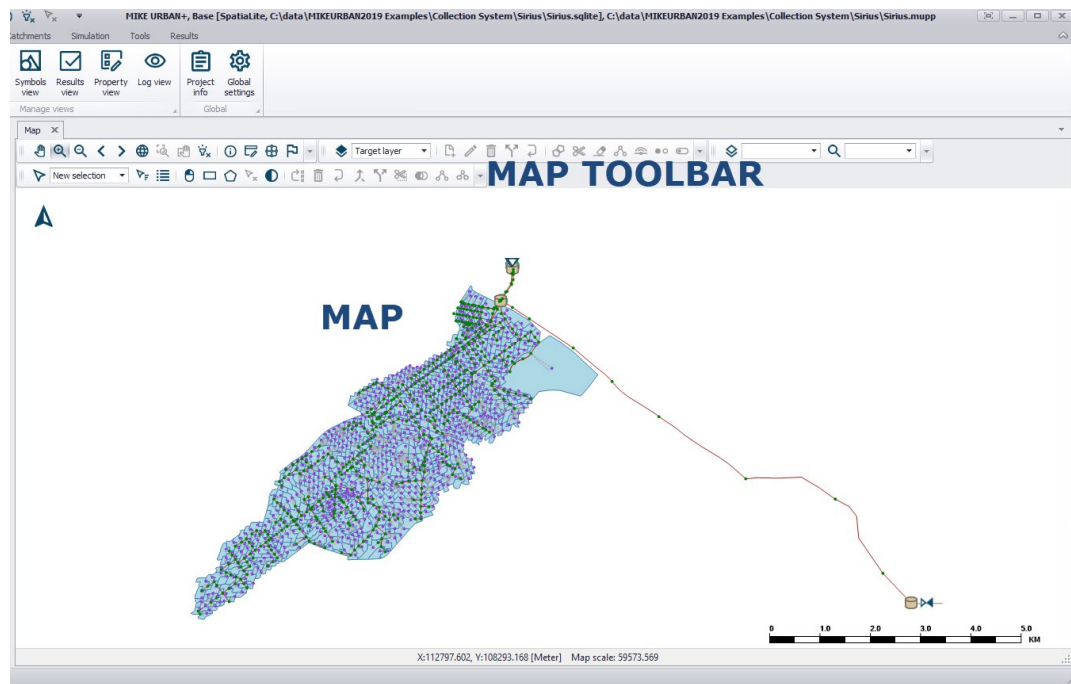 MIKE URBAN+, Base [SpatiaLite, C:\data\MIKEURBAN2019 Examples\Collection System\Sirius\Sirius.sqlite], C:\data\MIKEURBAN2019 Examples\Collection System\Sirius\Sirius.mupp
atchments Simulation Tools Results
Symbols view Results view Property view Log view Project info Global settings
Manage views Global
Map
Target layer
New selection
MAP TOOLBAR
MAP
0 1.0 2.0 3.0 4.0 5.0
KM
X:112797.602, Y:108293.168 [Meter] Map scale: 59573.569